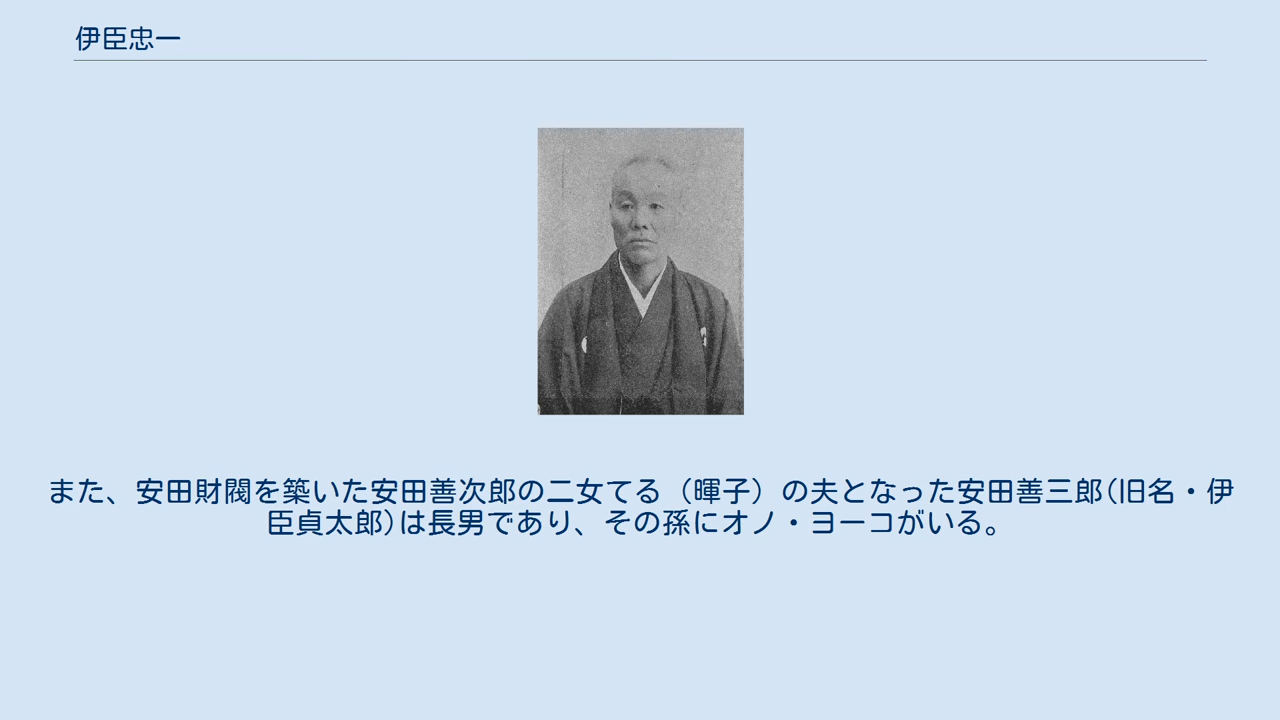 伊臣忠一
また、安田財閥を築いた安田善次郎の二女てる（暉子）の夫となった安田善三郎(旧名・伊
臣貞太郎)は長男であり、その孫にオノ・ヨーコがいる。